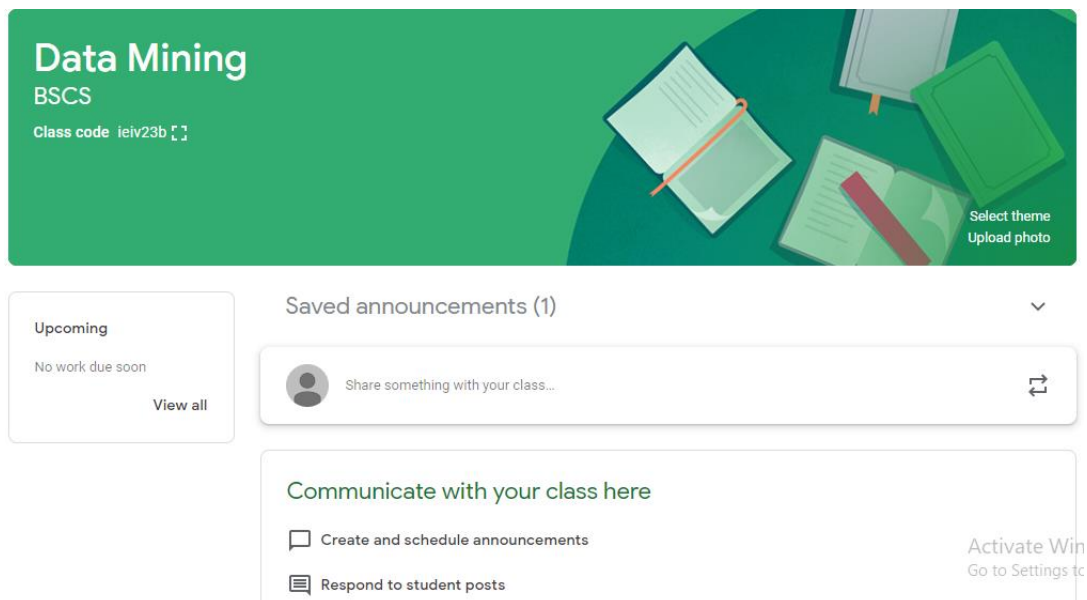 Data Mining
BSCS
Class code ieiv23b
Select theme
Upload photo
Upcoming
No work due soon
View all
Saved announcements (1)
Share something with your class...
Communicate with your class here
Create and schedule announcements
Respond to student posts
Activate Win
Go to Settings to